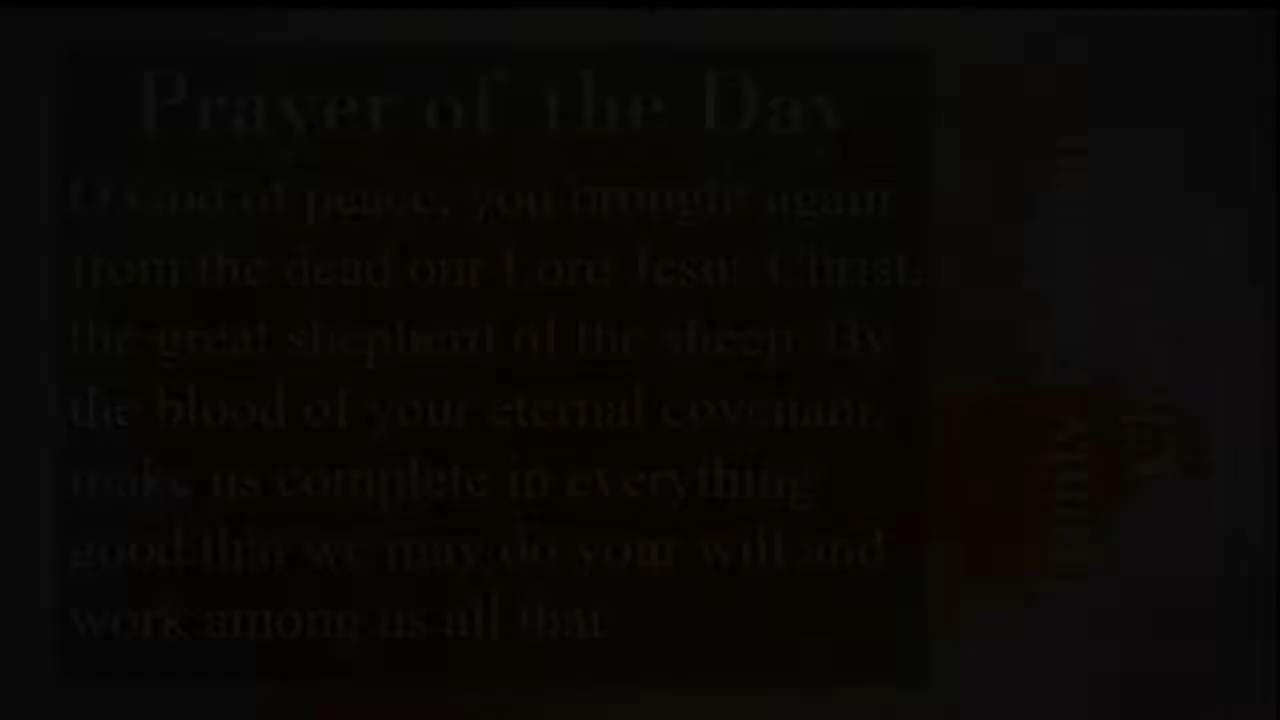 Prayer of the Day
O God of peace, you brought again
from the dead our Lord Jesus Christ,
the great shepherd of the sheep. By
the blood of your eternal covenant,
make us complete in everything
good that we may do your will and
work among us all that